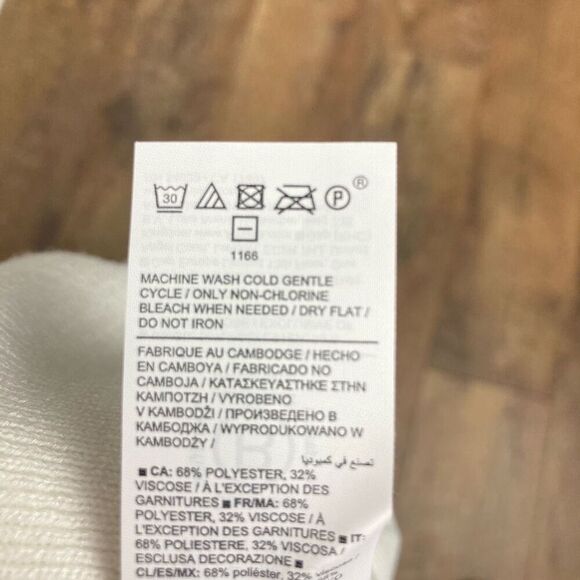 30 P ®
1166
MACHINE WASH COLD GENTLE
CYCLE / ONLY NON-CHLORINE
BLEACH WHEN NEEDED / DRY FLAT /
DO NOT IRON
FABRIQUE AU CAMBODGE / HECHO
EN CAMBOYA / FABRICADO NO
CAMBOJA / ΚΑΤΑΣΚΕΥΑΣΤΗΚΕ ΣΤΗΝ
ΚΑΜΠΟΤΖΗ / VYROBENO
V KAMBODŽI / ПРОИЗВЕДЕНО В
КАМБОДЖА / WYPRODUKOWANO W
KAMBODŻY /
تصنع في كمبوديا
■ CA: 68% POLYESTER, 32%
VISCOSE / À L'EXCEPTION DES
GARNITURES ■ FR/MA: 68%
POLYESTER, 32% VISCOSE / À
L'EXCEPTION DES GARNITURES ■ IT:
68% POLIESTERE, 32% VISCOSA /
ESCLUSA DECORAZIONE ■
CL/ES/MX: 68% poliéster, 32%